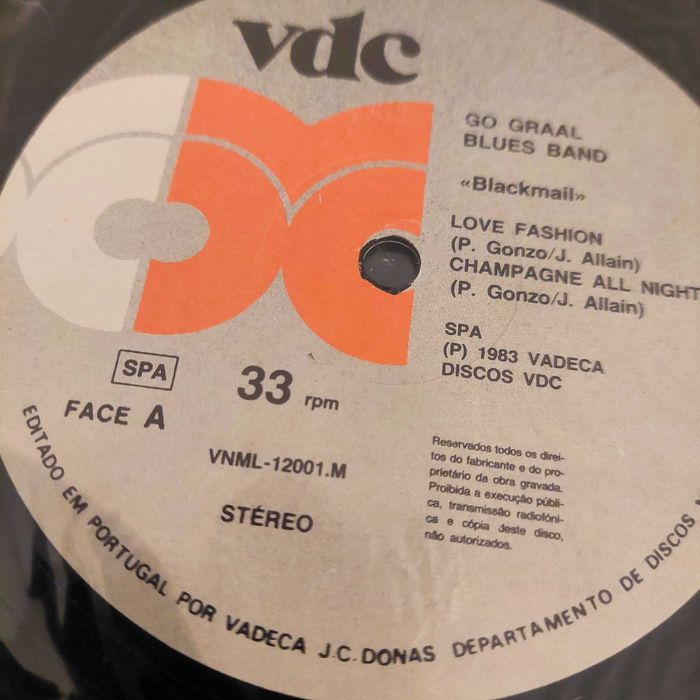 vdc
GO GRAAL
BLUES BAND
«Blackmail»
LOVE FASHION
(P. Gonzo/J. Allain)
CHAMPAGNE ALL NIGHT
(P. Gonzo/J. Allain)
SPA
(P) 1983 VADECA
DISCOS VDC
SPA
33 rpm
FACE A
VNML-12001.M
STÉREO
Reservados todos os direi-
tos do fabricante e do pro-
prietário da obra gravada.
Proibida a execução públi-
ca, transmissão radiofóni-
ca e cópia deste disco,
não autorizados.
EDITADO EM PORTUGAL POR VADECA J.C. DONAS DEPARTAMENTO DE DISCOS.